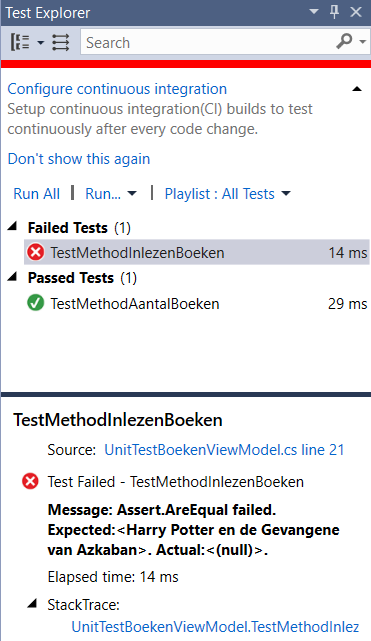 Test Explorer
Search
Configure continuous integration
Setup continuous integration(CI) builds to test
continuously after every code change.
Don't show this again
Run All | Run... | Playlist : All Tests
Failed Tests (1)
TestMethodInlezenBoeken 14 ms
Passed Tests (1)
TestMethodAantalBoeken 29 ms
TestMethodInlezenBoeken
Source: UnitTestBoekenViewModel.cs line 21
Test Failed - TestMethodInlezenBoeken
Message: Assert.AreEqual failed.
Expected:<Harry Potter en de Gevangene
van Azkaban>. Actual:<(null)>.
Elapsed time: 14 ms
StackTrace:
UnitTestBoekenViewModel.TestMethodInlez